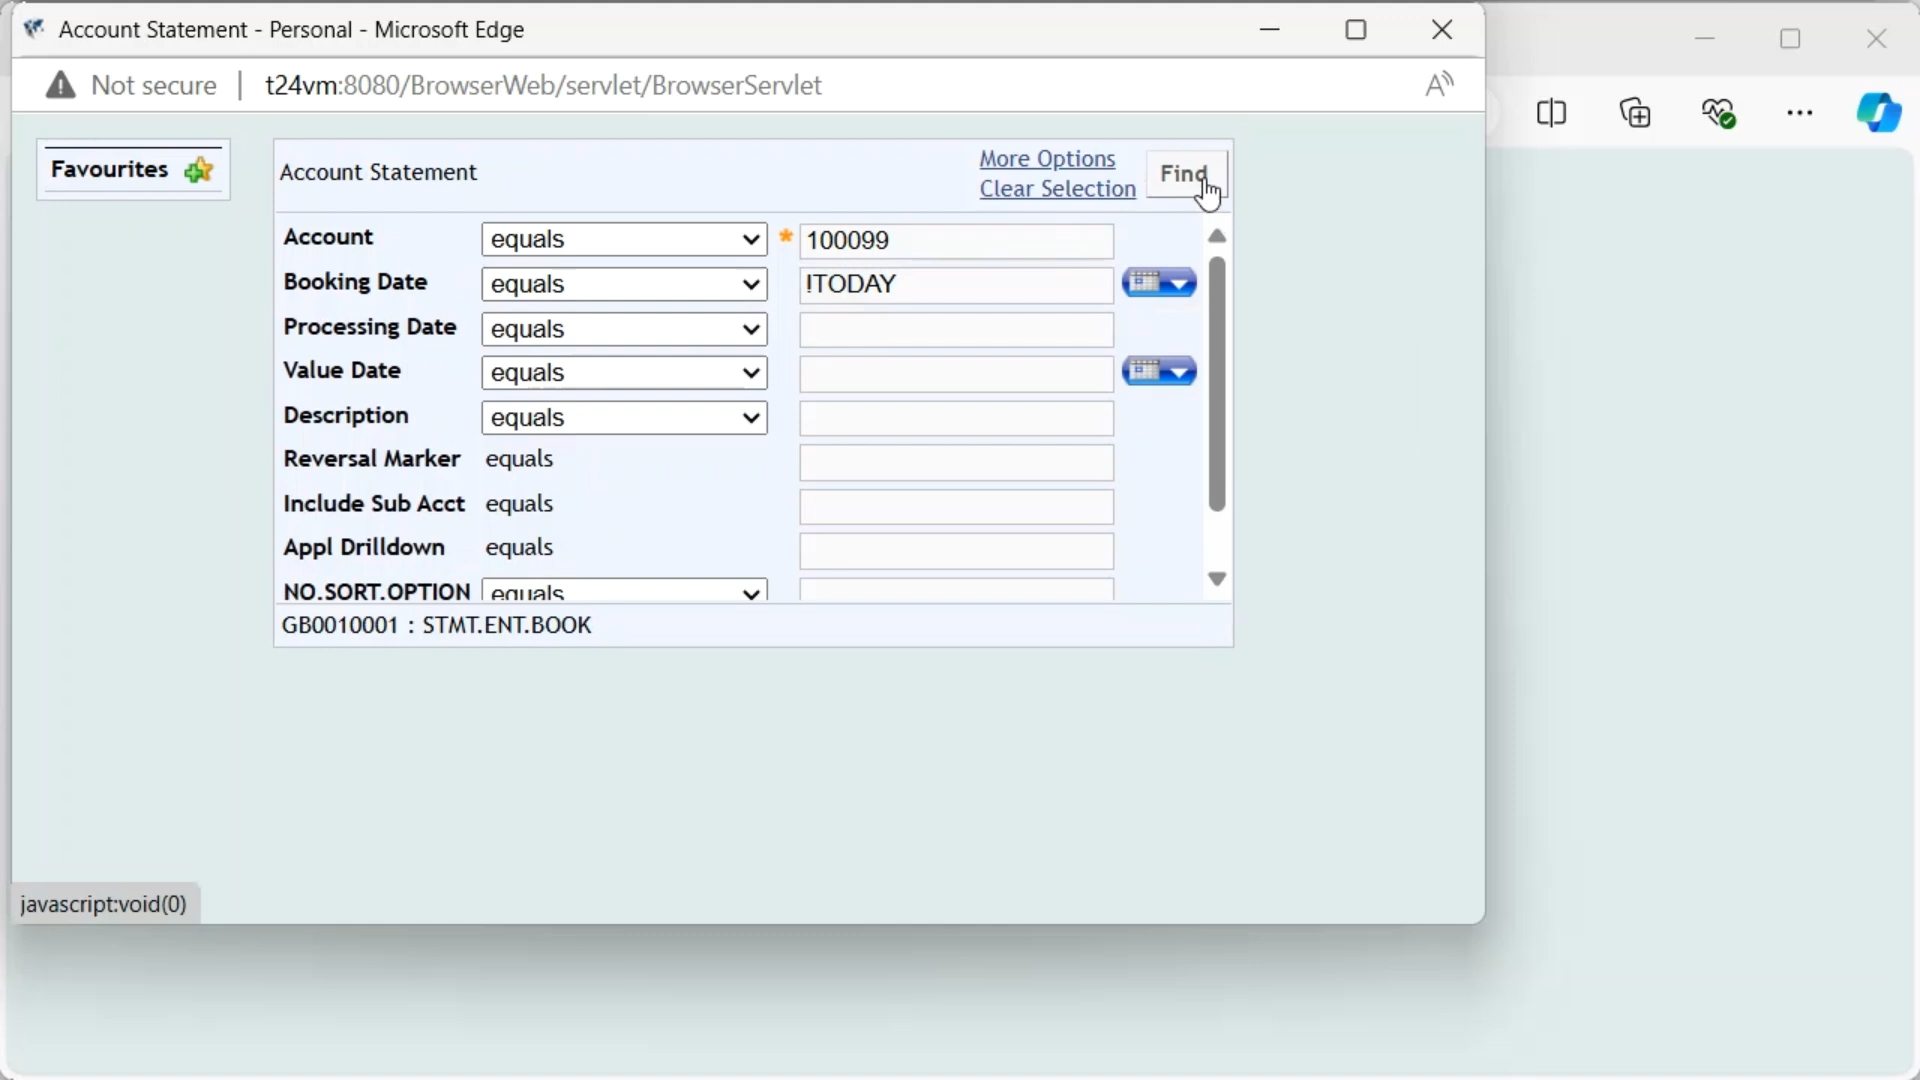 Account Statement - Personal - Microsoft Edge
Not secure | t24vm:8080/BrowserWeb/servlet/BrowserServlet
Favourites
Account Statement
More Options
Clear Selection
Find
Account equals * 100099
Booking Date equals !TODAY
Processing Date equals
Value Date equals
Description equals
Reversal Marker equals
Include Sub Acct equals
Appl Drilldown equals
NO.SORT.OPTION equals
GB0010001 : STMT.ENT.BOOK
javascript:void(0)